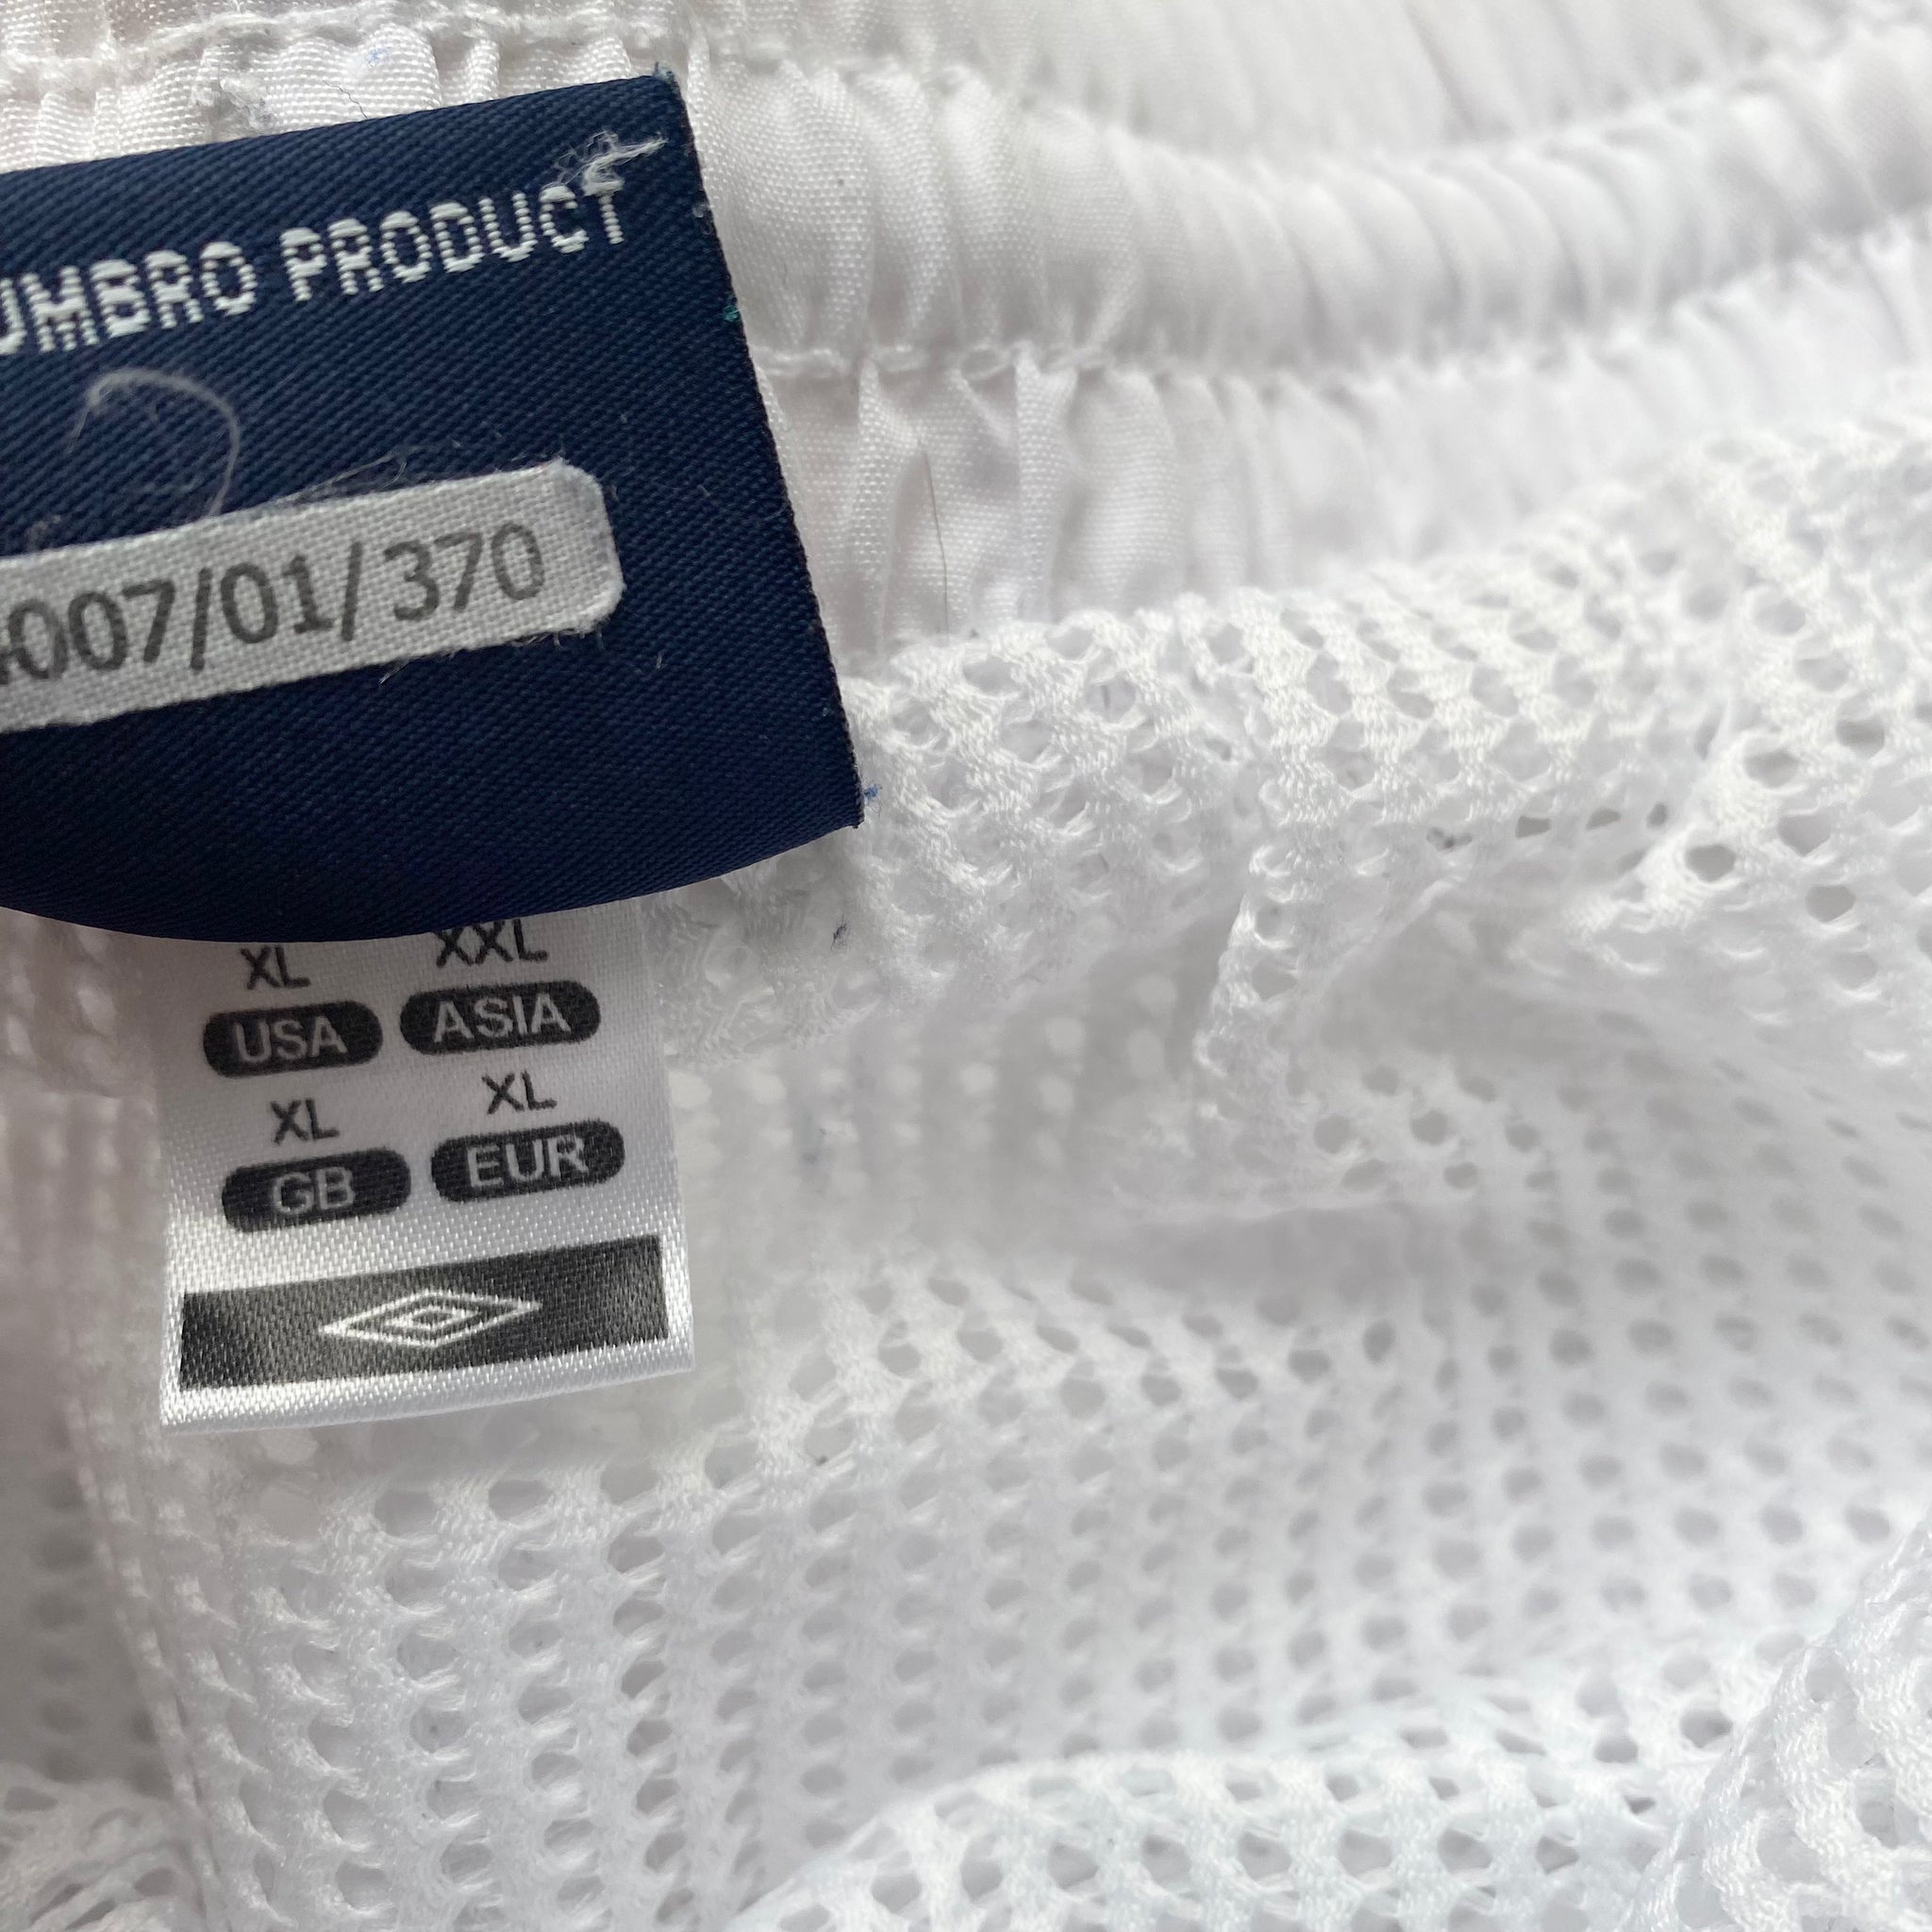 UMBRO PRODUCT
007/01/370
XL XXL
USA ASIA
XL XL
GB EUR